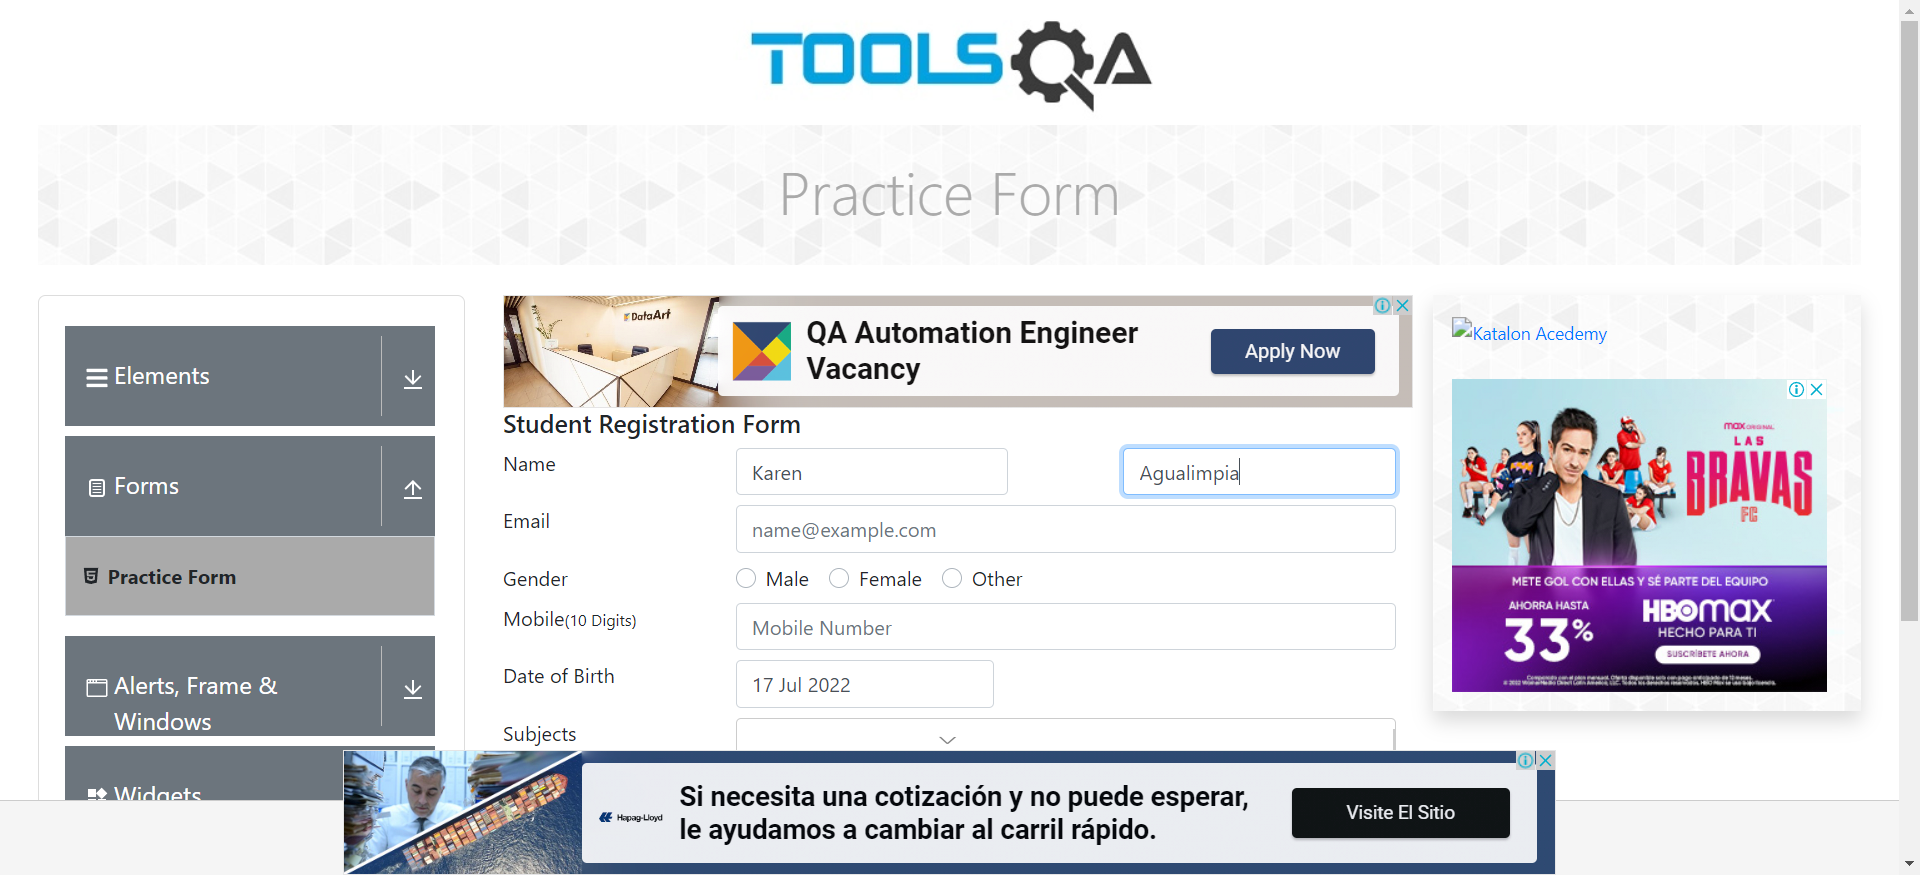 TOOLSQA
Practice Form
Elements
Forms
Practice Form
Alerts, Frame &
Windows
Widgets
DataArt
QA Automation Engineer
Vacancy
Apply Now
Student Registration Form
Name
Karen
Agualimpia
Email
name@example.com
Gender
Male
Female
Other
Mobile(10 Digits)
Mobile Number
Date of Birth
17 Jul 2022
Subjects
Katalon Acedemy
max ORIGINAL
LAS
BRAVAS
FC
METE GOL CON ELLAS Y SÉ PARTE DEL EQUIPO
AHORRA HASTA
33%
HBOmax
HECHO PARA TI
SUSCRÍBETE AHORA
Hapag-Lloyd
Si necesita una cotización y no puede esperar,
le ayudamos a cambiar al carril rápido.
Visite El Sitio